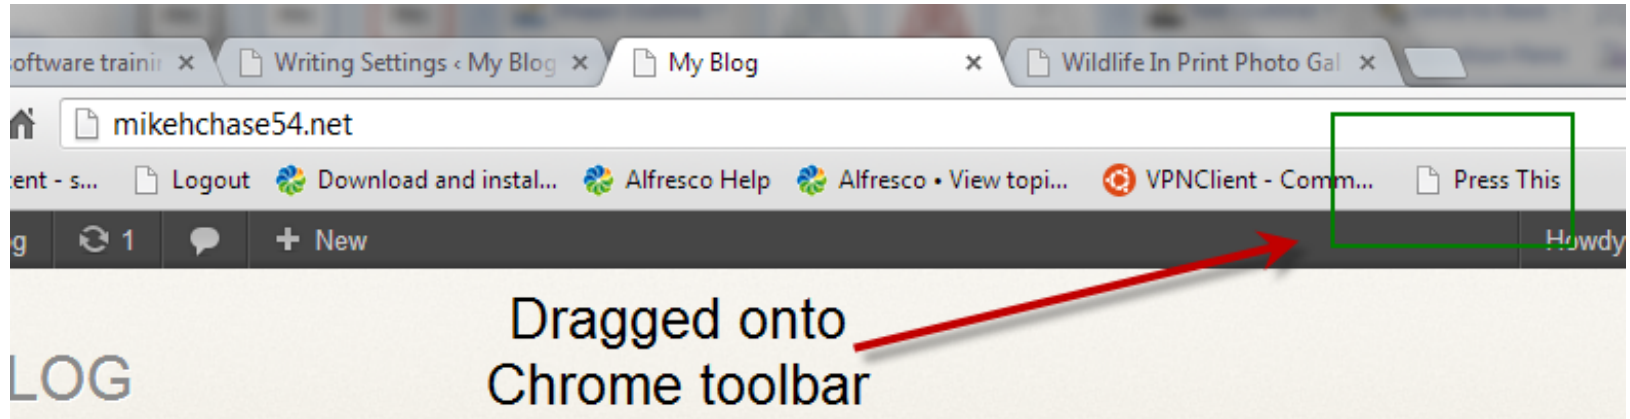 oftware trainin Writing Settings ‹ My Blog My Blog Wildlife In Print Photo Gal
mikehchase54.net
ent - s... Logout Download and instal... Alfresco Help Alfresco • View topi... VPNClient - Comm... Press This
g 1 + New Howdy
Dragged onto
Chrome toolbar
LOG